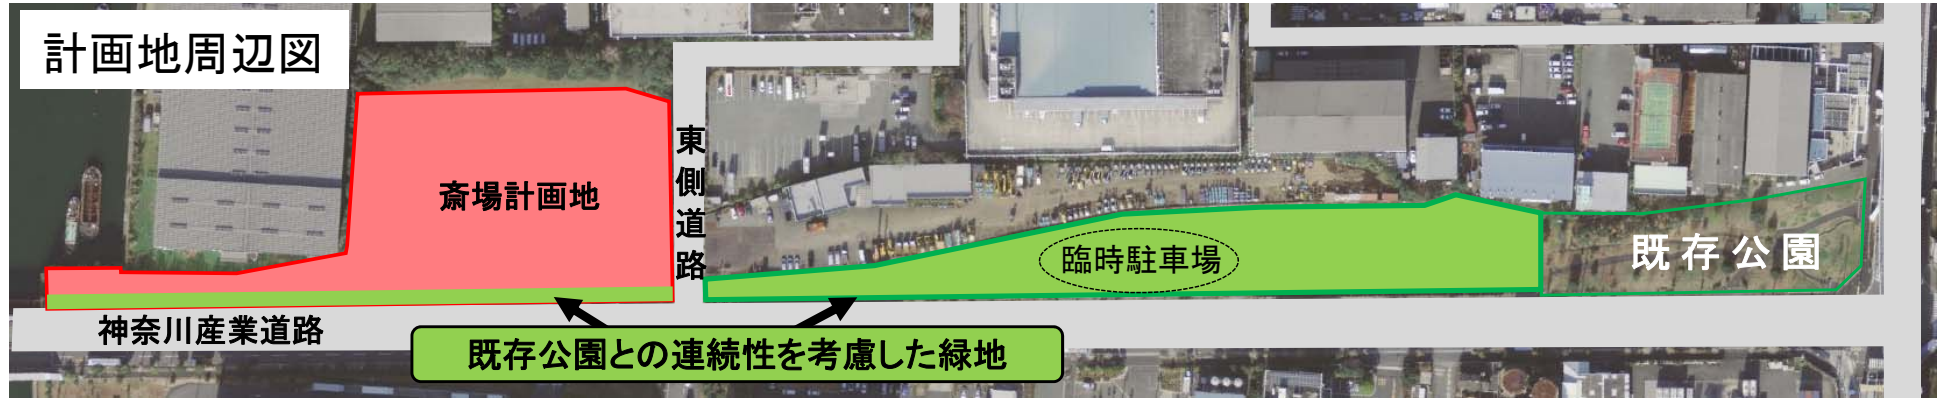 計画地周辺図
斎場計画地
東側道路
臨時駐車場
既存公園
神奈川産業道路
既存公園との連続性を考慮した緑地